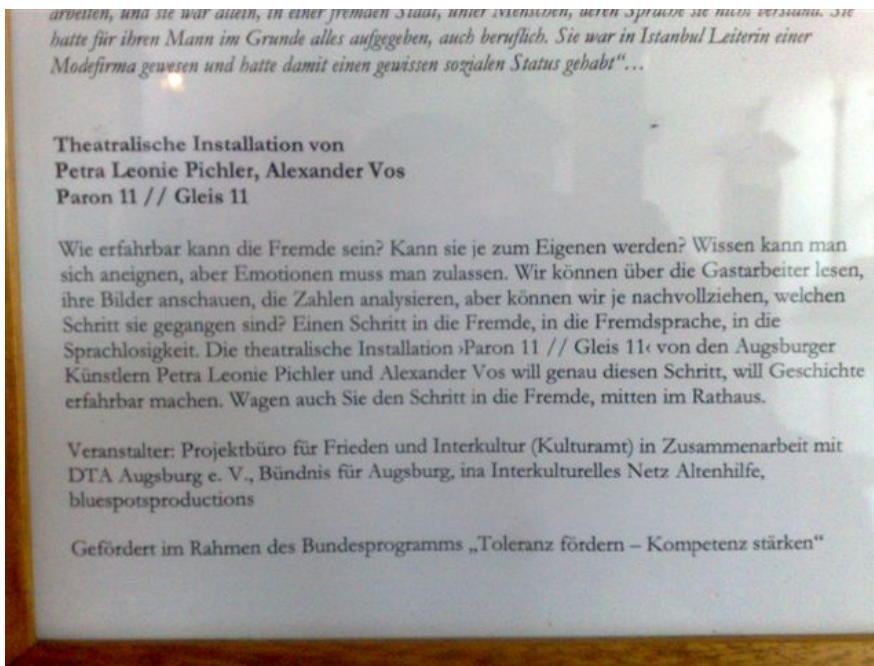 arbeiten, und sie war allein, in einer fremden Stadt, unter Menschen, deren Sprache sie nicht verstand. Sie
hatte für ihren Mann im Grunde alles aufgegeben, auch beruflich. Sie war in Istanbul Leiterin einer
Modefirma gewesen und hatte damit einen gewissen sozialen Status gehabt“…
Theatralische Installation von
Petra Leonie Pichler, Alexander Vos
Paron 11 // Gleis 11
Wie erfahrbar kann die Fremde sein? Kann sie je zum Eigenen werden? Wissen kann man
sich aneignen, aber Emotionen muss man zulassen. Wir können über die Gastarbeiter lesen,
ihre Bilder anschauen, die Zahlen analysieren, aber können wir je nachvollziehen, welchen
Schritt sie gegangen sind? Einen Schritt in die Fremde, in die Fremdsprache, in die
Sprachlosigkeit. Die theatralische Installation ›Paron 11 // Gleis 11‹ von den Augsburger
Künstlern Petra Leonie Pichler und Alexander Vos will genau diesen Schritt, will Geschichte
erfahrbar machen. Wagen auch Sie den Schritt in die Fremde, mitten im Rathaus.
Veranstalter: Projektbüro für Frieden und Interkultur (Kulturamt) in Zusammenarbeit mit
DTA Augsburg e. V., Bündnis für Augsburg, ina Interkulturelles Netz Altenhilfe,
bluespotsproductions
Gefördert im Rahmen des Bundesprogramms „Toleranz fördern – Kompetenz stärken“